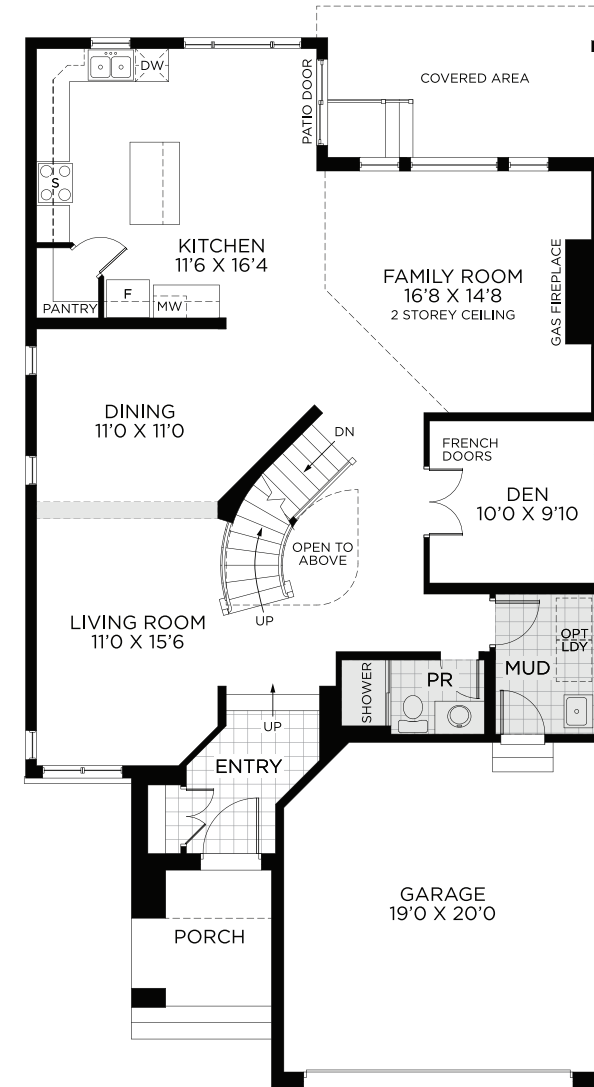 COVERED AREA
DW
PATIO DOOR
S
KITCHEN
11'6 X 16'4
FAMILY ROOM
16'8 X 14'8
2 STOREY CEILING
GAS FIREPLACE
PANTRY
F
MW
DINING
11'0 X 11'0
DN
FRENCH
DOORS
DEN
10'0 X 9'10
OPEN TO
ABOVE
UP
LIVING ROOM
11'0 X 15'6
OPT
LDY
MUD
SHOWER
PR
UP
ENTRY
GARAGE
19'0 X 20'0
PORCH